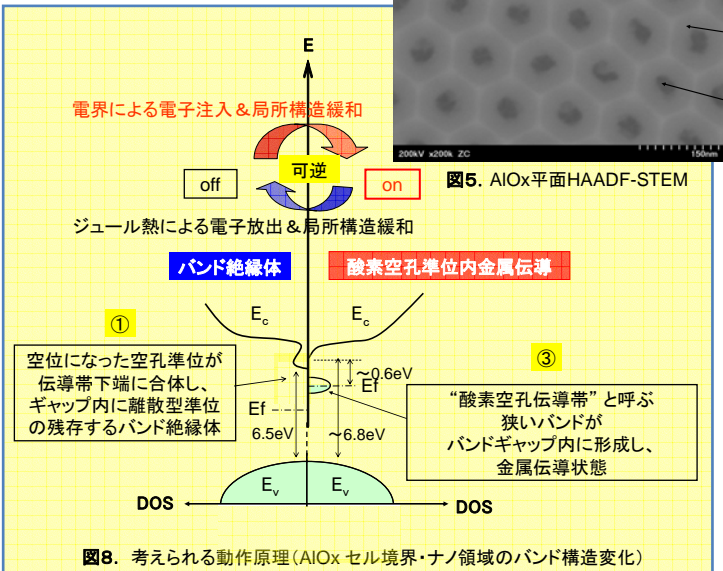 E
200kV x200k ZC
150nm
図5. AlOx平面HAADF-STEM
電界による電子注入＆局所構造緩和
可逆
off
on
ジュール熱による電子放出＆局所構造緩和
バンド絶縁体
酸素空孔準位内金属伝導
Ec
Ec
①
空位になった空孔準位が
伝導帯下端に合体し、
ギャップ内に離散型準位
の残存するバンド絶縁体
～0.6eV
Ef
Ef
6.5eV
～6.8eV
③
“酸素空孔伝導帯”と呼ぶ
狭いバンドが
バンドギャップ内に形成し、
金属伝導状態
Ev
Ev
DOS
DOS
図8. 考えられる動作原理（AlOx セル境界・ナノ領域のバンド構造変化）